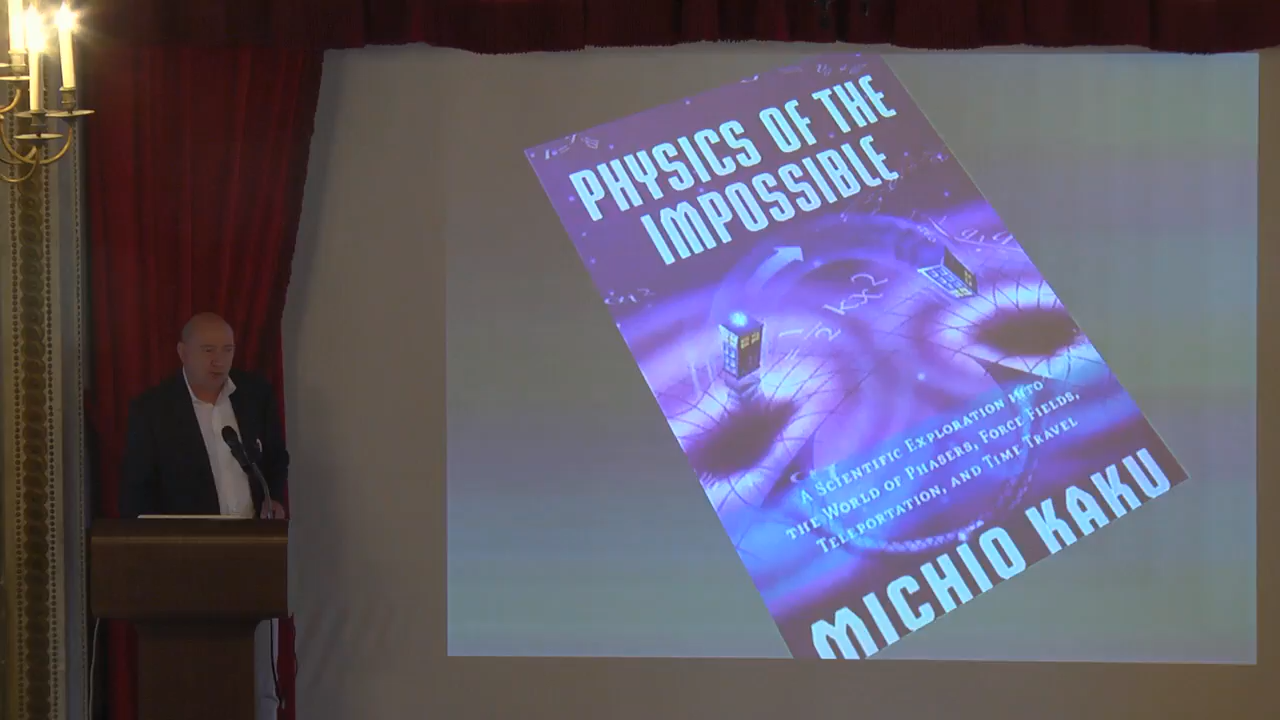 PHYSICS OF THE
IMPOSSIBLE
A SCIENTIFIC EXPLORATION INTO
THE WORLD OF PHASERS, FORCE FIELDS,
TELEPORTATION, AND TIME TRAVEL
MICHIO KAKU